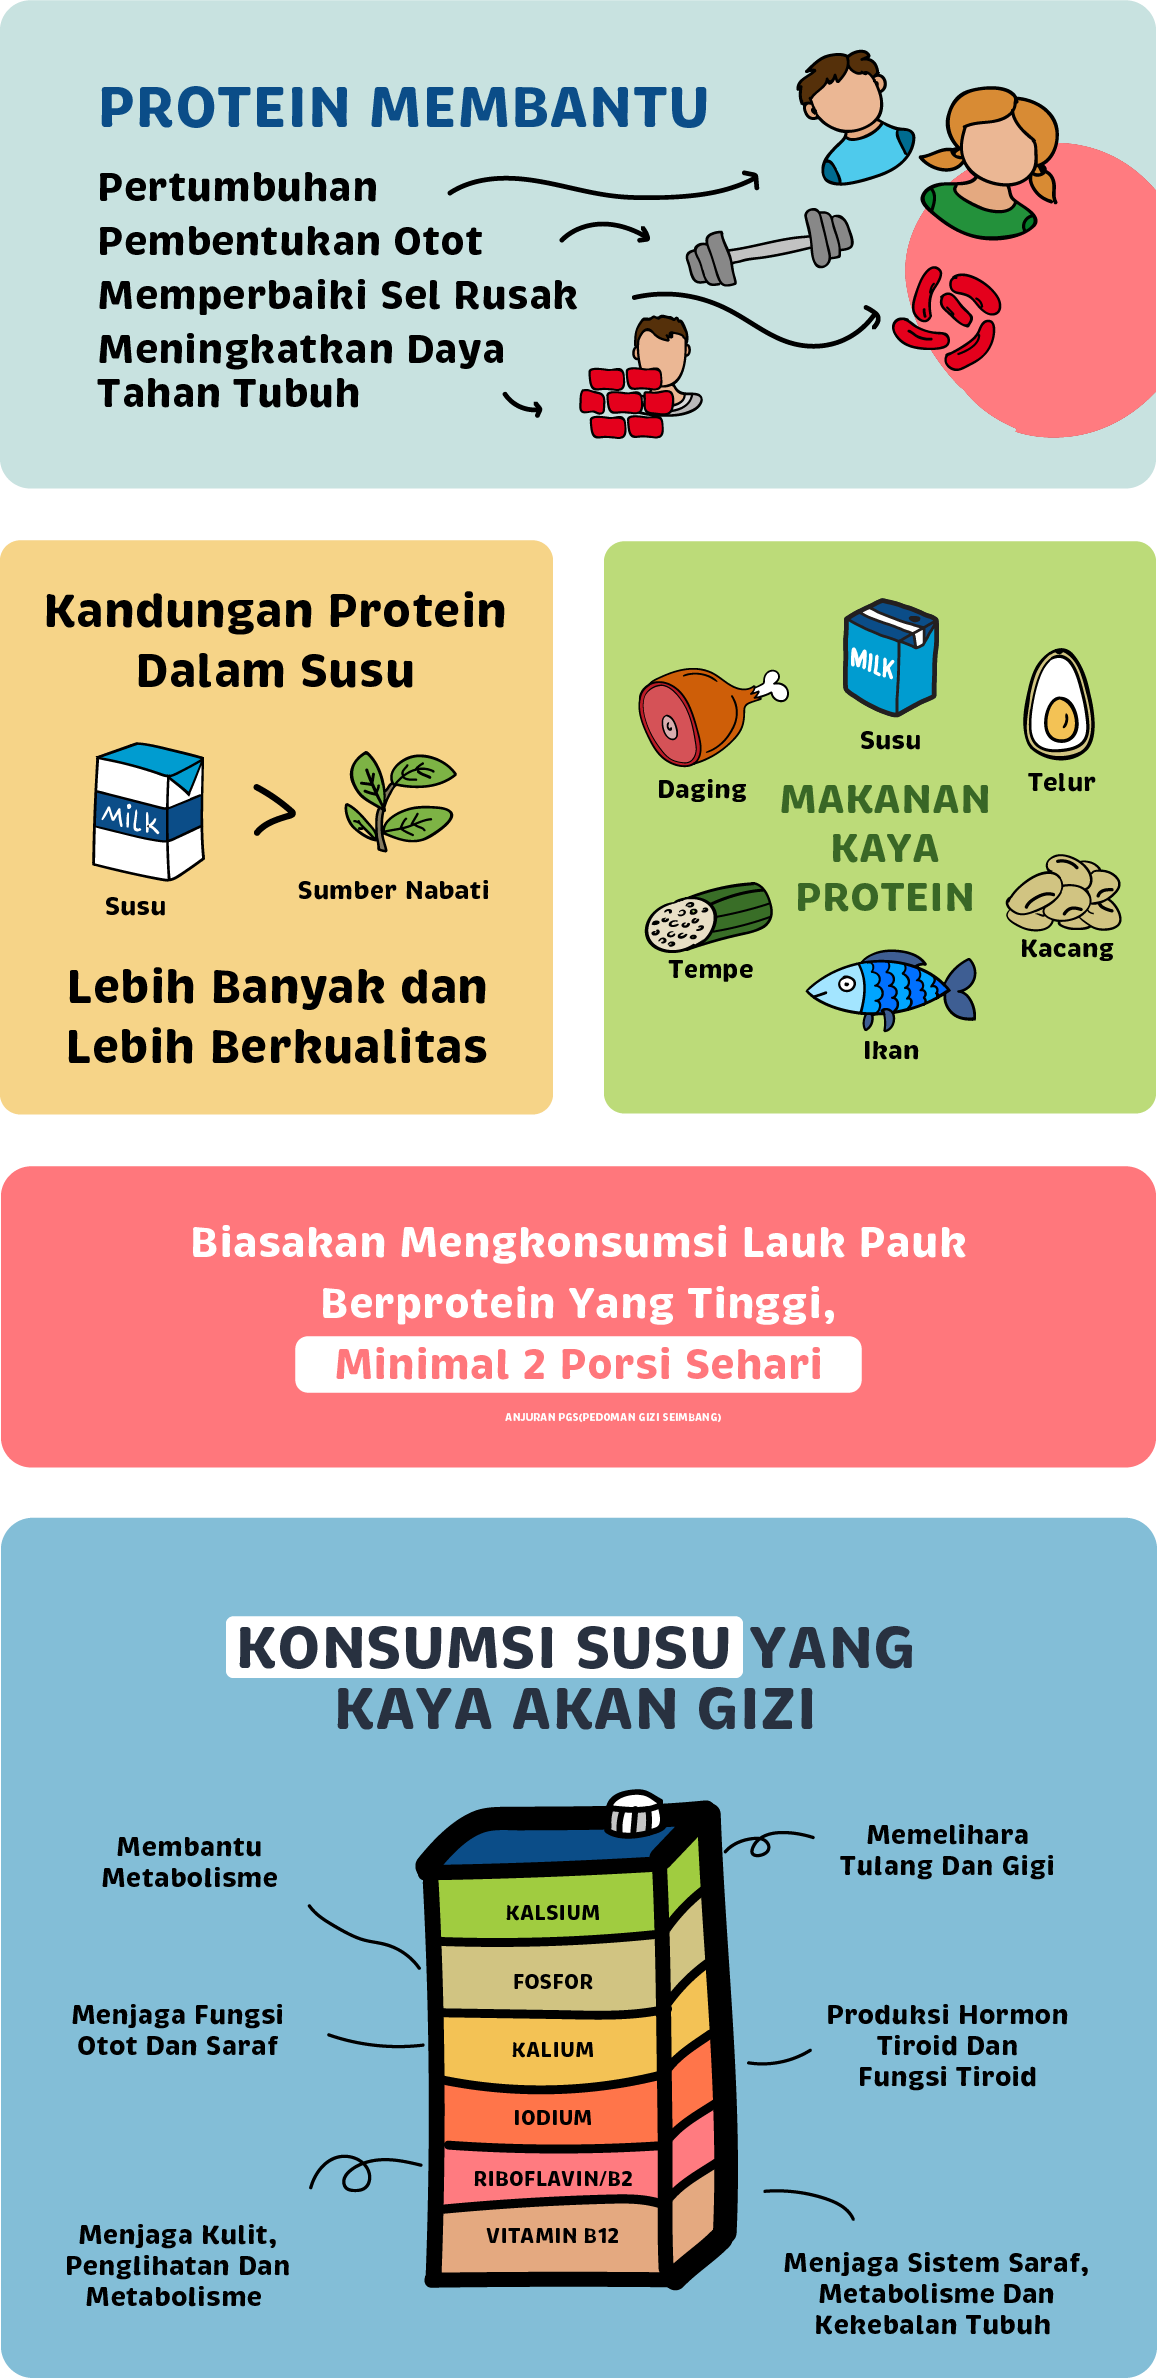 PROTEIN MEMBANTU
Pertumbuhan
Pembentukan Otot
Memperbaiki Sel Rusak
Meningkatkan Daya
Tahan Tubuh
Kandungan Protein
Dalam Susu
MiLK
Susu
>
Sumber Nabati
Lebih Banyak dan
Lebih Berkualitas
MILK
Susu
Daging
Telur
MAKANAN
KAYA
PROTEIN
Tempe
Kacang
Ikan
Biasakan Mengkonsumsi Lauk Pauk
Berprotein Yang Tinggi,
Minimal 2 Porsi Sehari
ANJURAN PGS(PEDOMAN GIZI SEIMBANG)
KONSUMSI SUSU YANG
KAYA AKAN GIZI
Membantu
Metabolisme
Memelihara
Tulang Dan Gigi
KALSIUM
FOSFOR
KALIUM
IODIUM
RIBOFLAVIN/B2
VITAMIN B12
Menjaga Fungsi
Otot Dan Saraf
Produksi Hormon
Tiroid Dan
Fungsi Tiroid
Menjaga Kulit,
Penglihatan Dan
Metabolisme
Menjaga Sistem Saraf,
Metabolisme Dan
Kekebalan Tubuh